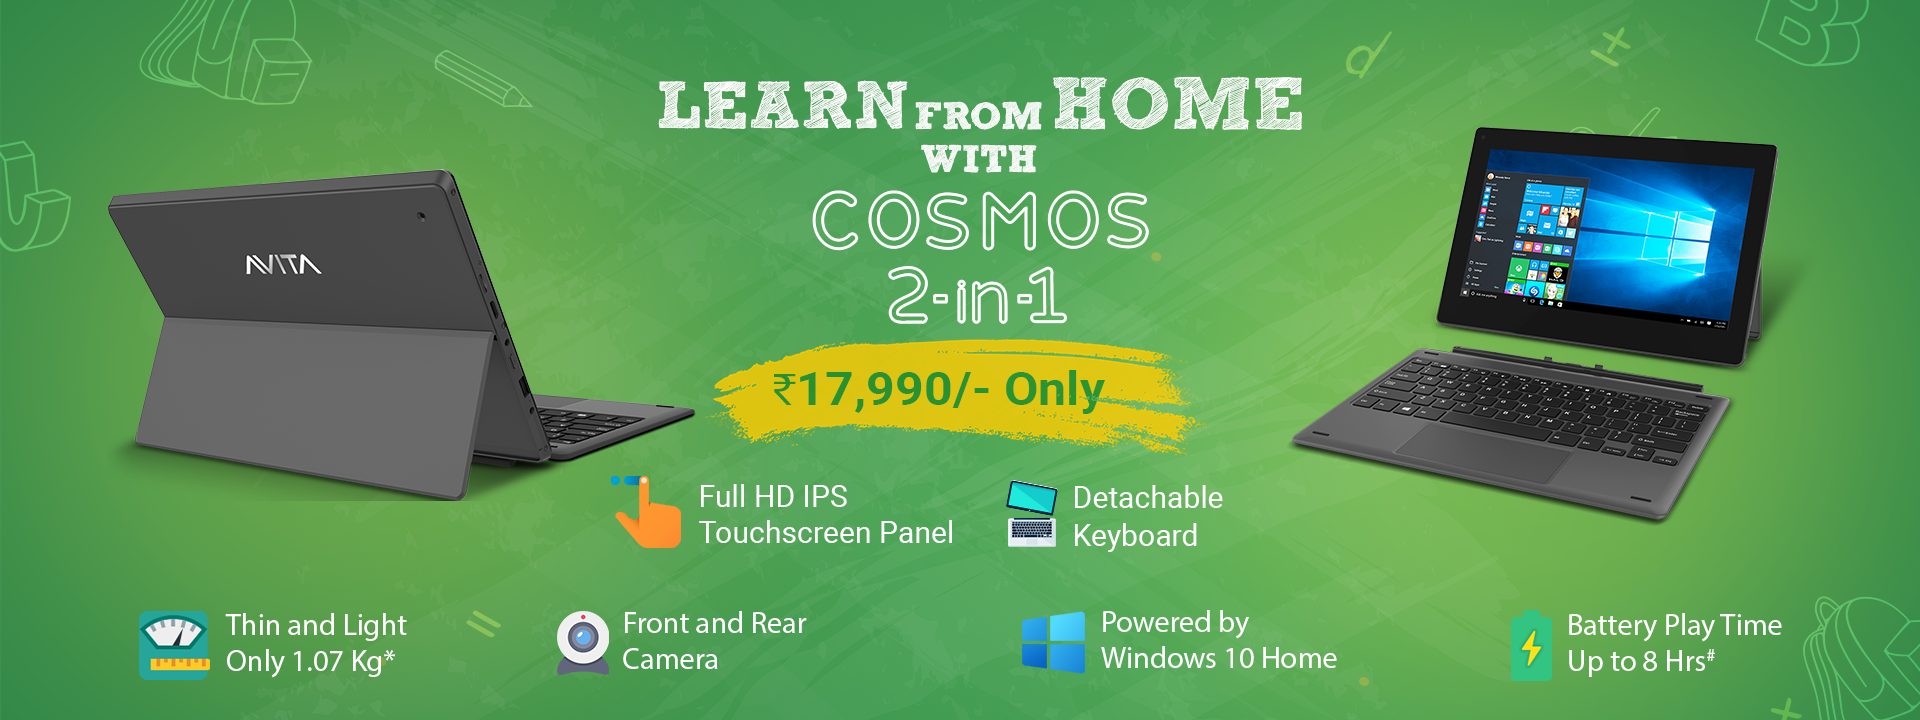 LEARN FROM HOME
WITH
COSMOS
2-in-1
AVITA
₹17,990/- Only
Full HD IPS
Touchscreen Panel
Detachable
Keyboard
Thin and Light
Only 1.07 Kg*
Front and Rear
Camera
Powered by
Windows 10 Home
Battery Play Time
Up to 8 Hrs#
B